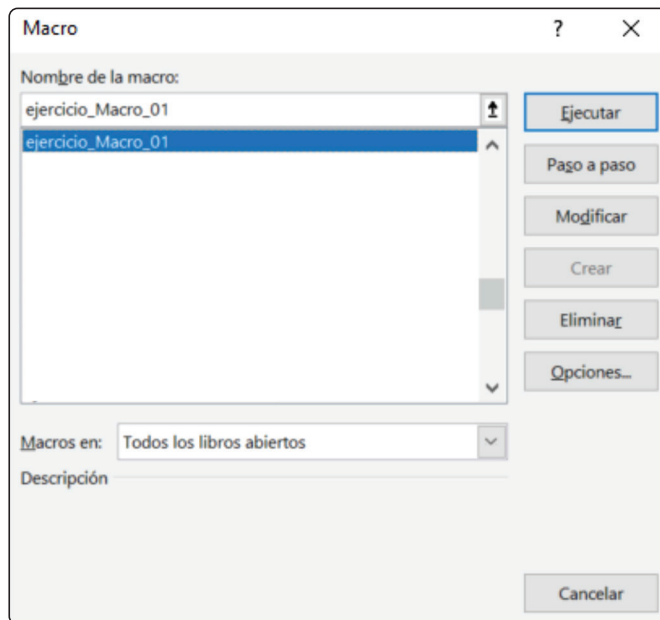 Macro
?
Nombre de la macro:
ejercicio_Macro_01
ejercicio_Macro_01
Ejecutar
Paso a paso
Modificar
Crear
Eliminar
Opciones...
Macros en: Todos los libros abiertos
Descripción
Cancelar